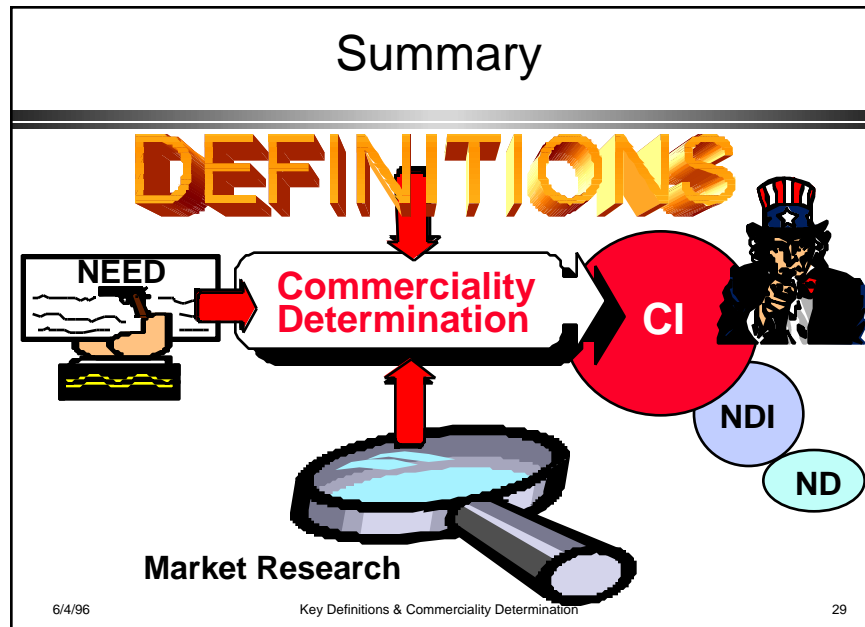 Summary
DEFINITIONS
NEED
Commerciality
Determination
CI
NDI
ND
Market Research
6/4/96
Key Definitions & Commerciality Determination
29